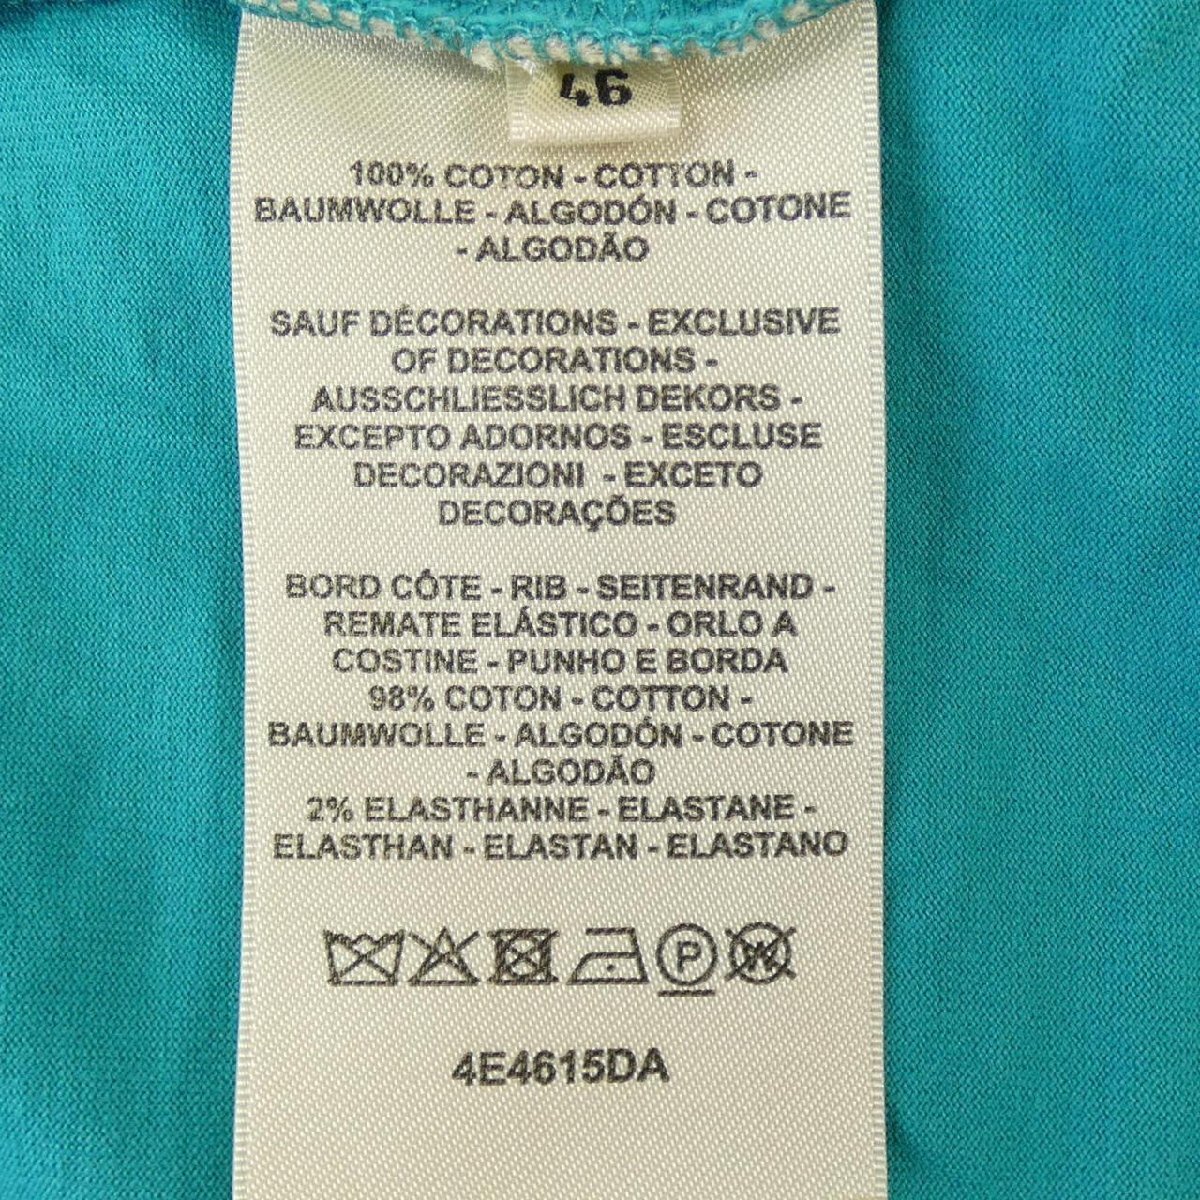 46
100% COTON - COTTON -
BAUMWOLLE - ALGODÓN - COTONE
- ALGODÃO
SAUF DÉCORATIONS - EXCLUSIVE
OF DECORATIONS -
AUSSCHLIESSLICH DEKORS -
EXCEPTO ADORNOS - ESCLUSE
DECORAZIONI - EXCETO
DECORAÇÕES
BORD CÔTE - RIB - SEITENRAND -
REMATE ELÁSTICO - ORLO A
COSTINE - PUNHO E BORDA
98% COTON - COTTON -
BAUMWOLLE - ALGODÓN - COTONE
- ALGODÃO
2% ELASTHANNE - ELASTANE -
ELASTHAN - ELASTAN - ELASTANO
P W
4E4615DA